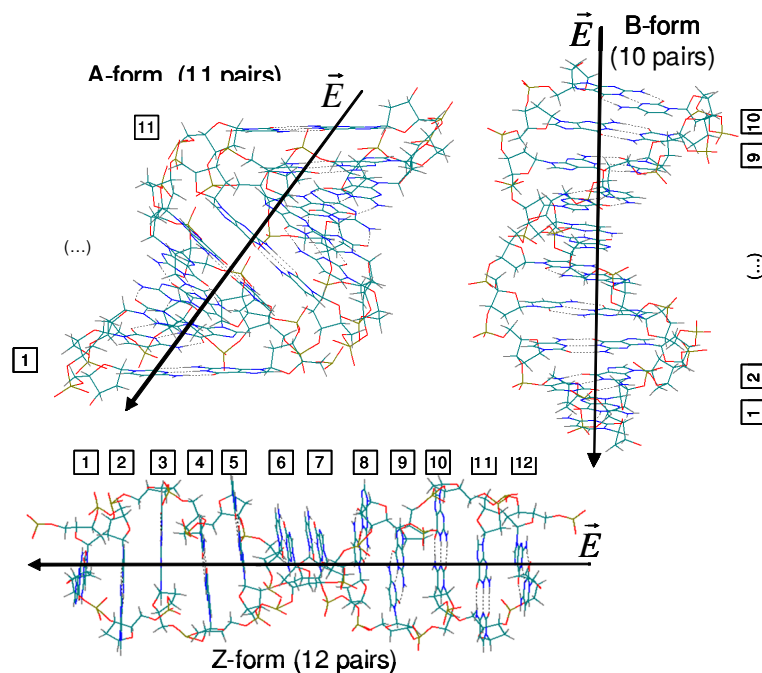 A-form (11 pairs)
E
11
(...)
1
E
B-form
(10 pairs)
10
9
(...)
2
1
1 2 3 4 5 6 7 8 9 10 11 12
E
Z-form (12 pairs)